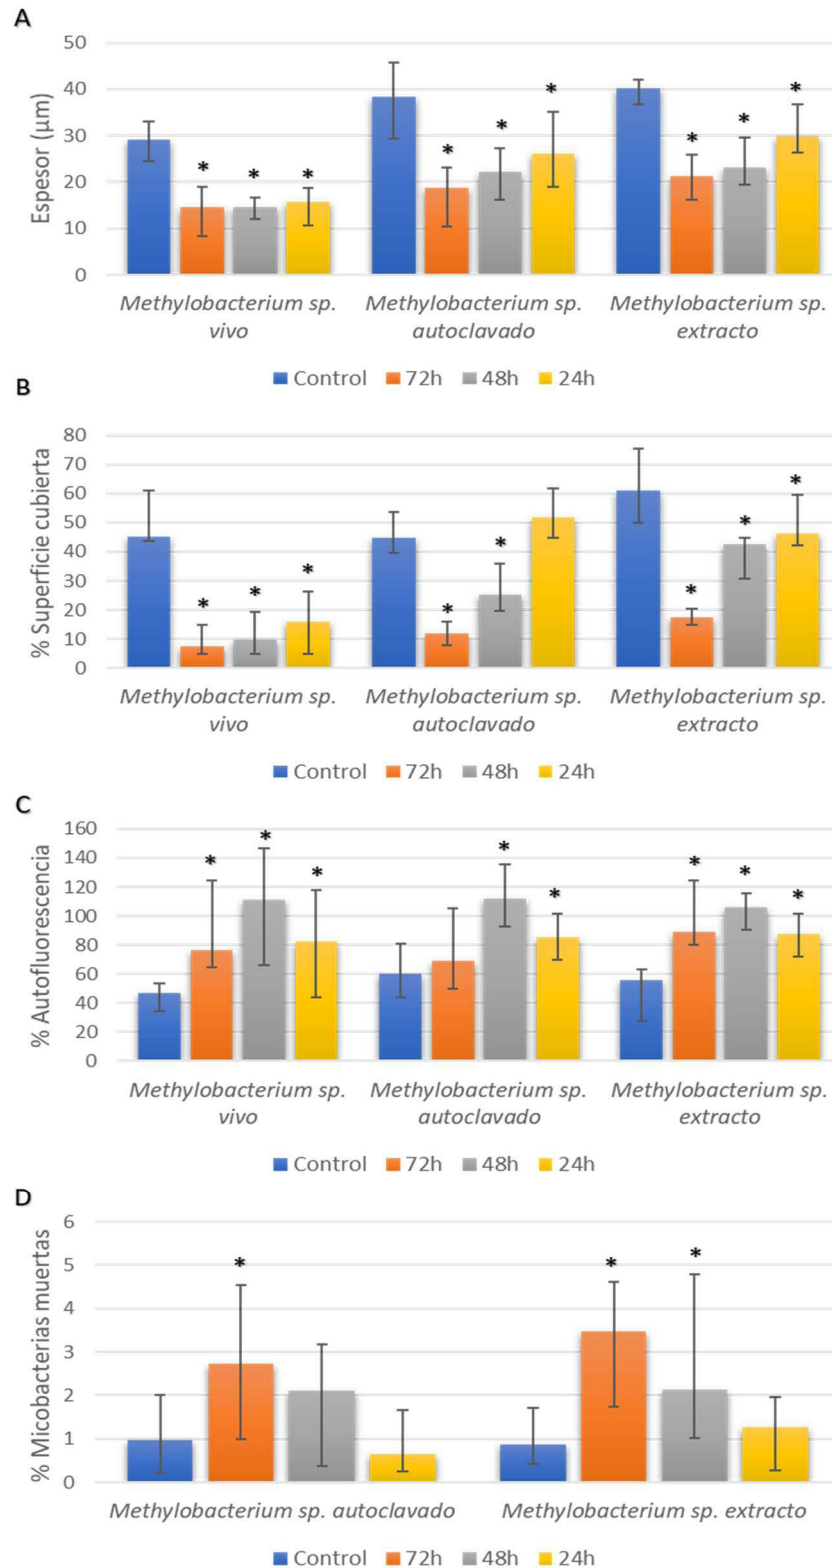 A
50
40
30
20
10
0
Espesor (μm)
* * *
* * *
* * *
Methylobacterium sp. vivo
Methylobacterium sp. autoclavado
Methylobacterium sp. extracto
Control 72h 48h 24h
B
80
70
60
50
40
30
20
10
0
% Superficie cubierta
* * *
* *
* * *
Methylobacterium sp. vivo
Methylobacterium sp. autoclavado
Methylobacterium sp. extracto
Control 72h 48h 24h
C
160
140
120
100
80
60
40
20
0
% Autofluorescencia
* * *
* *
* * *
Methylobacterium sp. vivo
Methylobacterium sp. autoclavado
Methylobacterium sp. extracto
Control 72h 48h 24h
D
6
5
4
3
2
1
0
% Micobacterias muertas
*
* *
Methylobacterium sp. autoclavado
Methylobacterium sp. extracto
Control 72h 48h 24h